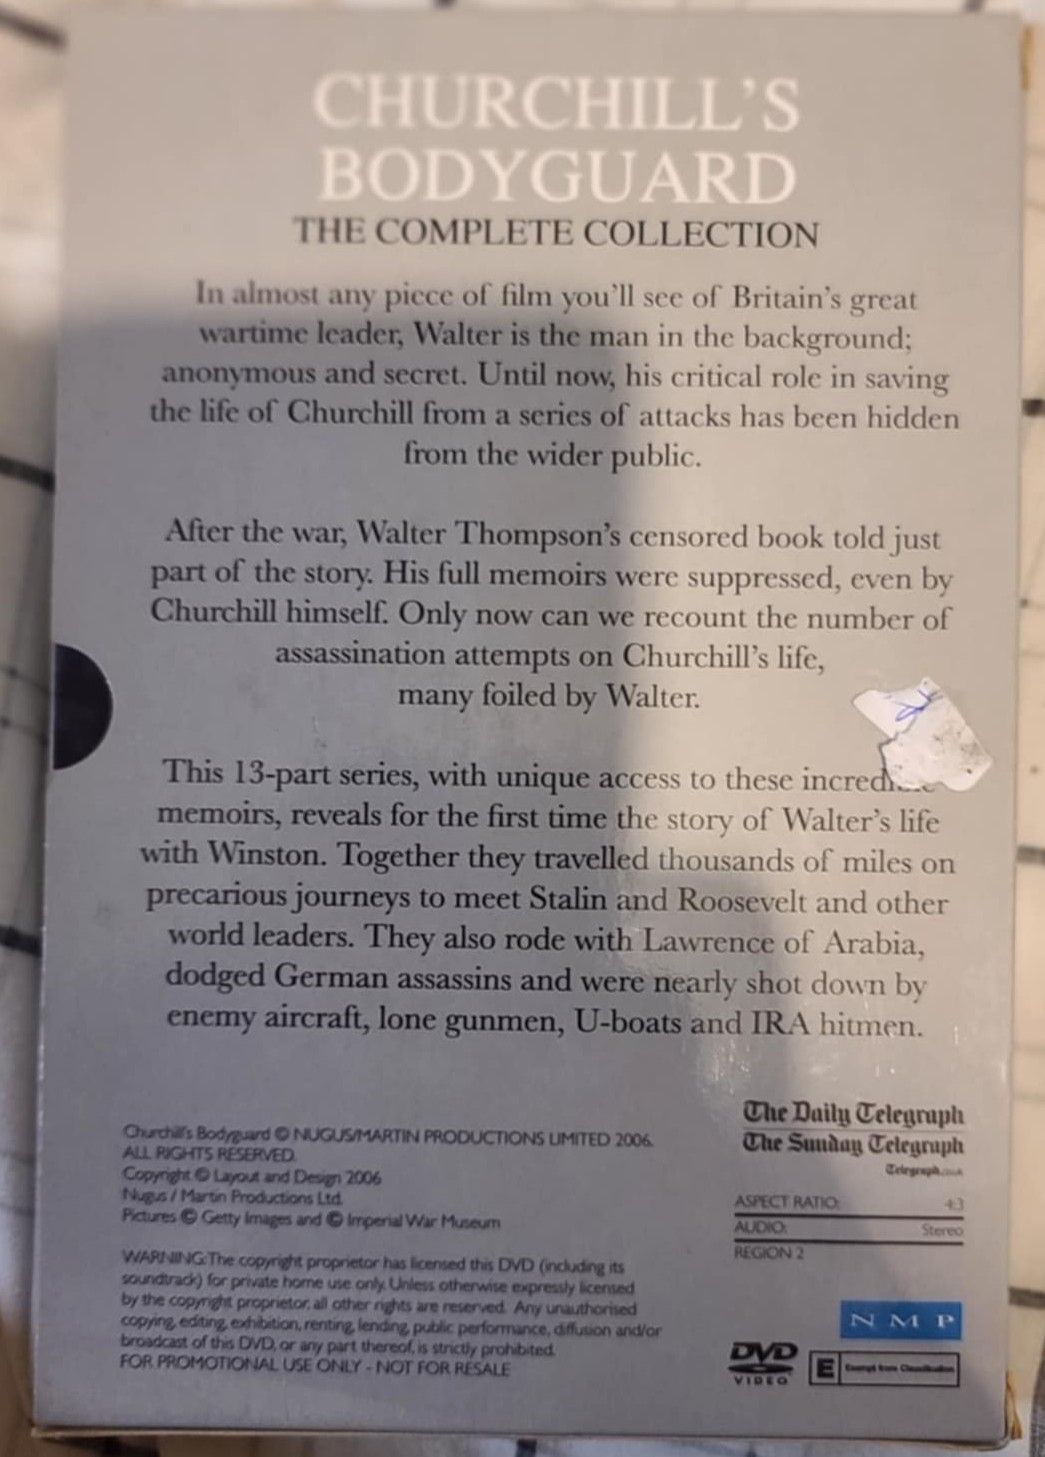 CHURCHILL'S
BODYGUARD
THE COMPLETE COLLECTION
In almost any piece of film you'll see of Britain's great
wartime leader, Walter is the man in the background;
anonymous and secret. Until now, his critical role in saving
the life of Churchill from a series of attacks has been hidden
from the wider public.
After the war, Walter Thompson's censored book told just
part of the story. His full memoirs were suppressed, even by
Churchill himself. Only now can we recount the number of
assassination attempts on Churchill's life,
many foiled by Walter.
This 13-part series, with unique access to these
memoirs, reveals for the first time the story of Walter's life
with Winston. Together they travelled thousands of miles on
precarious journeys to meet Stalin and Roosevelt and other
world leaders. They also rode with Lawrence of Arabia,
dodged German assassins and were nearly shot down by
enemy aircraft, lone gunmen, U-boats and IRA hitmen.
Churchill's Bodyguard © NUGUS/MARTIN PRODUCTIONS LIMITED 2006.
ALL RIGHTS RESERVED.
Copyright © Layout and Design 2006
Nugus / Martin Productions Ltd.
Pictures © Getty Images and © Imperial War Museum
WARNING: The copyright proprietor has licensed this DVD (including its
soundtrack) for private home use only. Unless otherwise expressly licensed
by the copyright proprietor, all other rights are reserved. Any unauthorised
copying, editing, exhibition, renting, lending, public performance, diffusion and/or
broadcast of this DVD, or any part thereof, is strictly prohibited.
FOR PROMOTIONAL USE ONLY - NOT FOR RESALE
The Daily Telegraph
The Sunday Telegraph
Telegraph.co.uk
ASPECT RATIO: 4:3
AUDIO: Stereo
REGION 2
NMP
DVD
VIDEO
E Exempt from Classification